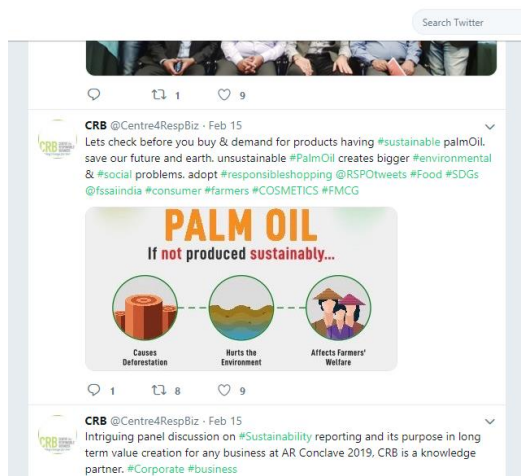 Search Twitter
1 9
CRB @Centre4RespBiz · Feb 15
Lets check before you buy & demand for products having #sustainable palmOil.
save our future and earth. unsustainable #PalmOil creates bigger #environmental
& #social problems. adopt #responsibleshopping @RSPOtweets #Food #SDGs
@fssaiindia #consumer #farmers #COSMETICS #FMCG
PALM OIL
If not produced sustainably...
Causes
Deforestation
Hurts the
Environment
Affects Farmers'
Welfare
1 8 9
CRB @Centre4RespBiz · Feb 15
Intriguing panel discussion on #Sustainability reporting and its purpose in long
term value creation for any business at AR Conclave 2019, CRB is a knowledge
partner. #Corporate #business
CRB
CRB